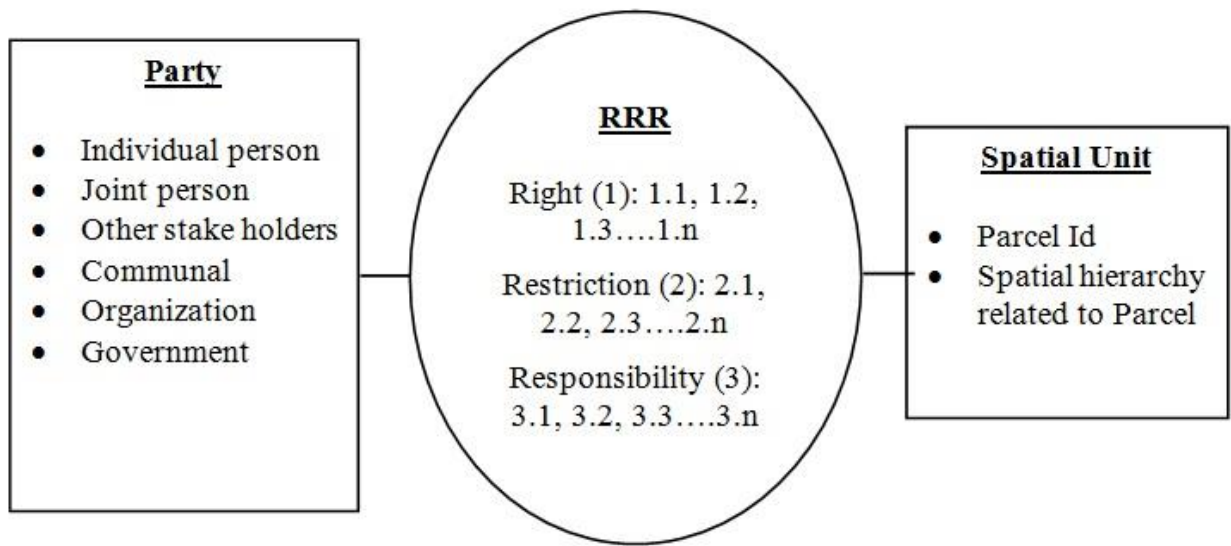 Party
• Individual person
• Joint person
• Other stake holders
• Communal
• Organization
• Government
RRR
Right (1): 1.1, 1.2,
1.3….1.n
Restriction (2): 2.1,
2.2, 2.3….2.n
Responsibility (3):
3.1, 3.2, 3.3….3.n
Spatial Unit
• Parcel Id
• Spatial hierarchy
related to Parcel